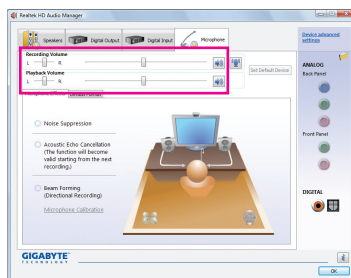 Realtek HD Audio Manager
Speakers
Digital Output
Digital Input
Microphone
Device advanced
settings
Recording Volume
L
R
Playback Volume
L
R
Set Default Device
ANALOG
Back Panel
Default Format
Noise Suppression
Acoustic Echo Cancellation
(The function will become
valid starting from the next
recording.)
Beam Forming
(Directional Recording)
Microphone Calibration
Front Panel
DIGITAL
GIGABYTE
TECHNOLOGY
OK